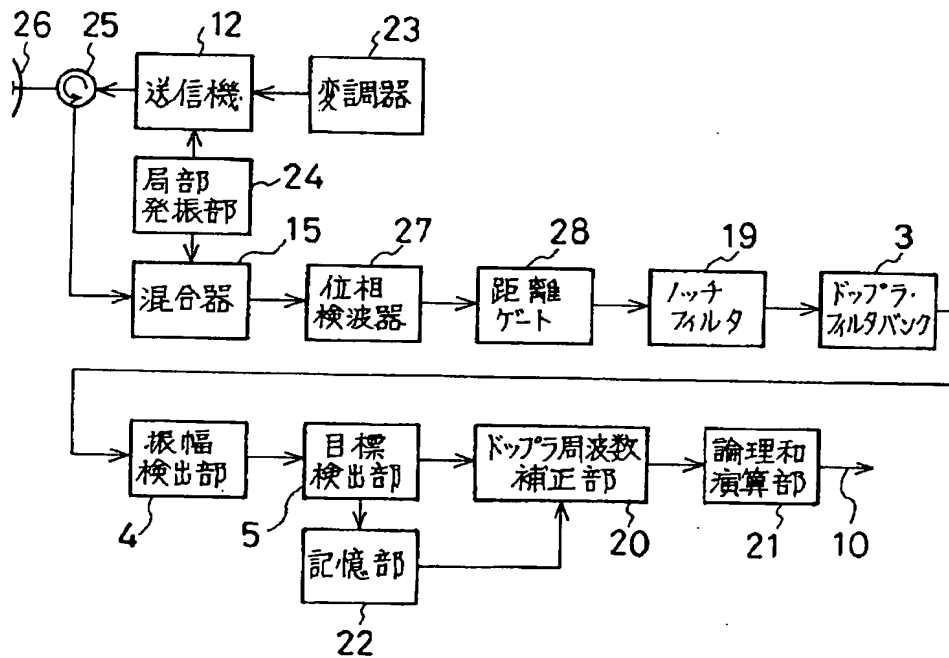 26
25
12
23
送信機
変調器
局部
発振部
24
15
27
28
19
3
混合器
位相
検波器
距離
ゲート
ノッチ
フィルタ
ドップラ・
フィルタバンク
振幅
検出部
目標
検出部
ドップラ周波数
補正部
論理和
演算部
4
5
20
21
10
記憶部
22